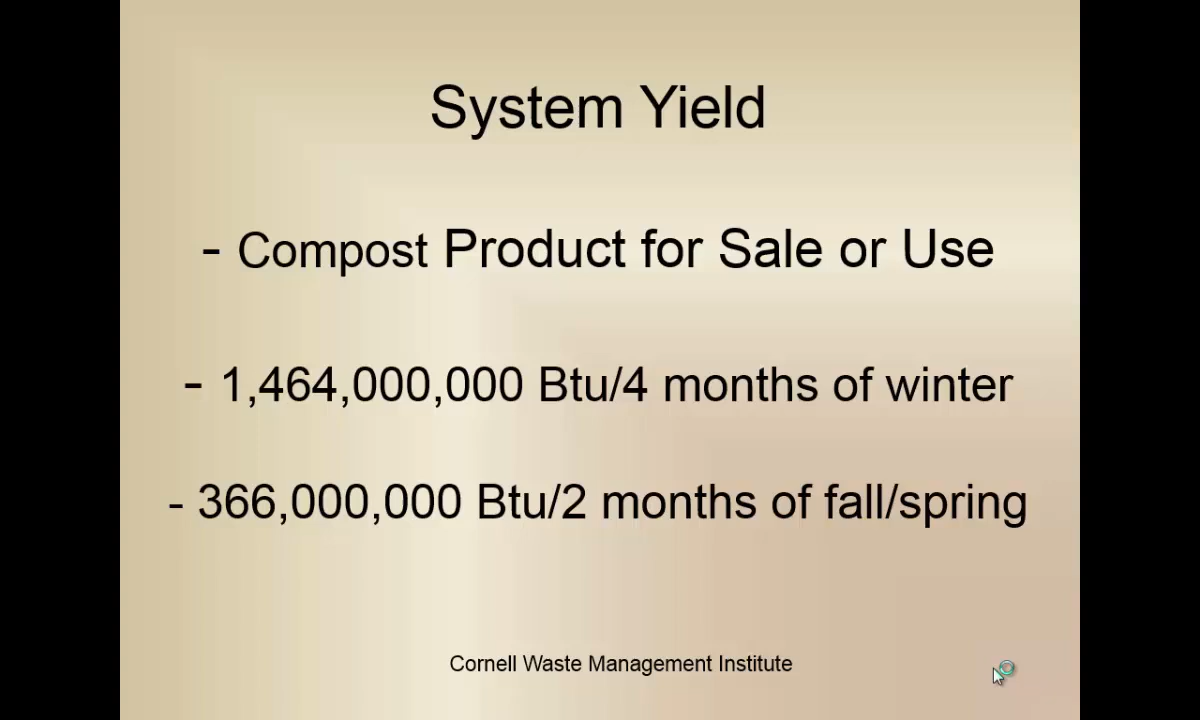 System Yield
- Compost Product for Sale or Use
- 1,464,000,000 Btu/4 months of winter
- 366,000,000 Btu/2 months of fall/spring
Cornell Waste Management Institute